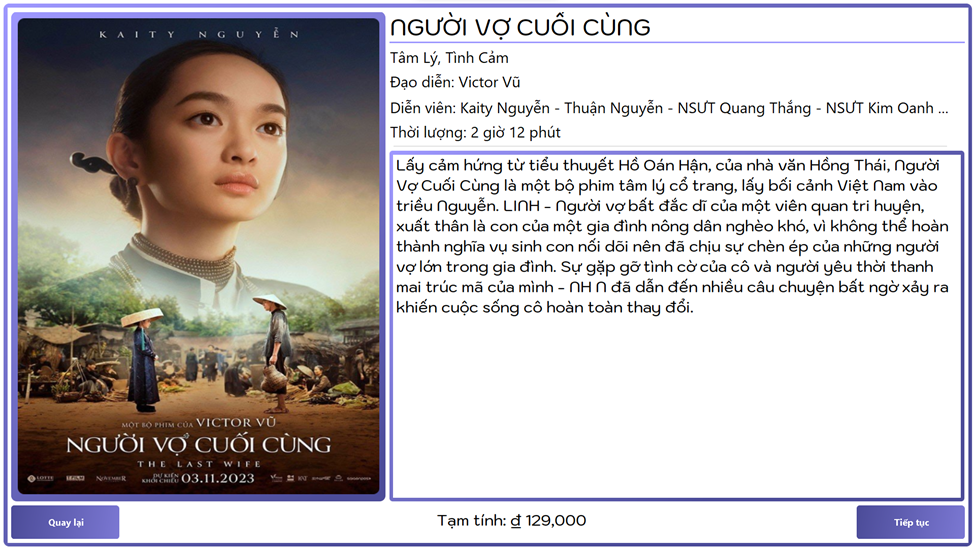 KAITY NGUYỄN
MỘT BỘ PHIM CỦA VICTOR VŨ
NGƯỜI VỢ CUỐI CÙNG
THE LAST WIFE
LOTTE
NOVEMBER
DỰ KIẾN
KHỞI CHIẾU 03.11.2023
NGƯỜI VỢ CUỐI CÙNG
Tâm Lý, Tình Cảm
Đạo diễn: Victor Vũ
Diễn viên: Kaity Nguyễn - Thuận Nguyễn - NSƯT Quang Thắng - NSƯT Kim Oanh ...
Thời lượng: 2 giờ 12 phút
Lấy cảm hứng từ tiểu thuyết Hồ Oán Hận, của nhà văn Hồng Thái, Người
Vợ Cuối Cùng là một bộ phim tâm lý cổ trang, lấy bối cảnh Việt Nam vào
triều Nguyễn. LINH - Người vợ bất đắc dĩ của một viên quan tri huyện,
xuất thân là con của một gia đình nông dân nghèo khó, vì không thể hoàn
thành nghĩa vụ sinh con nối dõi nên đã chịu sự chèn ép của những người
vợ lớn trong gia đình. Sự gặp gỡ tình cờ của cô và người yêu thời thanh
mai trúc mã của mình - NH N đã dẫn đến nhiều câu chuyện bất ngờ xảy ra
khiến cuộc sống cô hoàn toàn thay đổi.
Quay lại
Tạm tính: ₫ 129,000
Tiếp tục